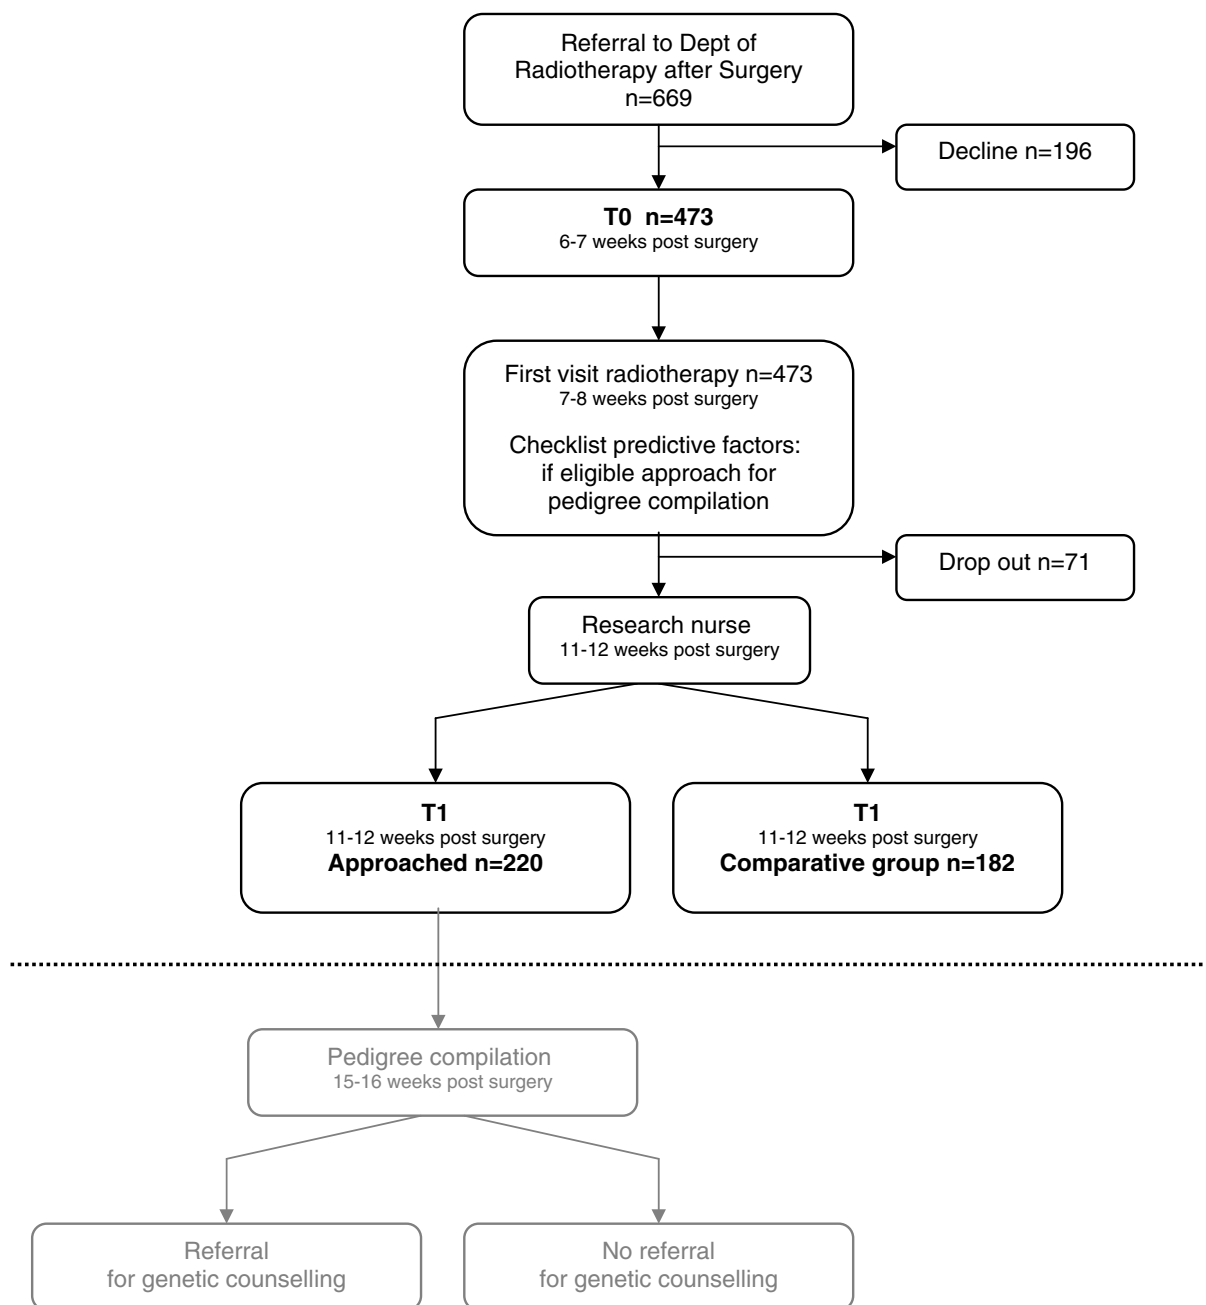 Referral to Dept of
Radiotherapy after Surgery
n=669
Decline n=196
T0 n=473
6-7 weeks post surgery
First visit radiotherapy n=473
7-8 weeks post surgery
Checklist predictive factors:
if eligible approach for
pedigree compilation
Drop out n=71
Research nurse
11-12 weeks post surgery
T1
11-12 weeks post surgery
Approached n=220
T1
11-12 weeks post surgery
Comparative group n=182
Pedigree compilation
15-16 weeks post surgery
Referral
for genetic counselling
No referral
for genetic counselling